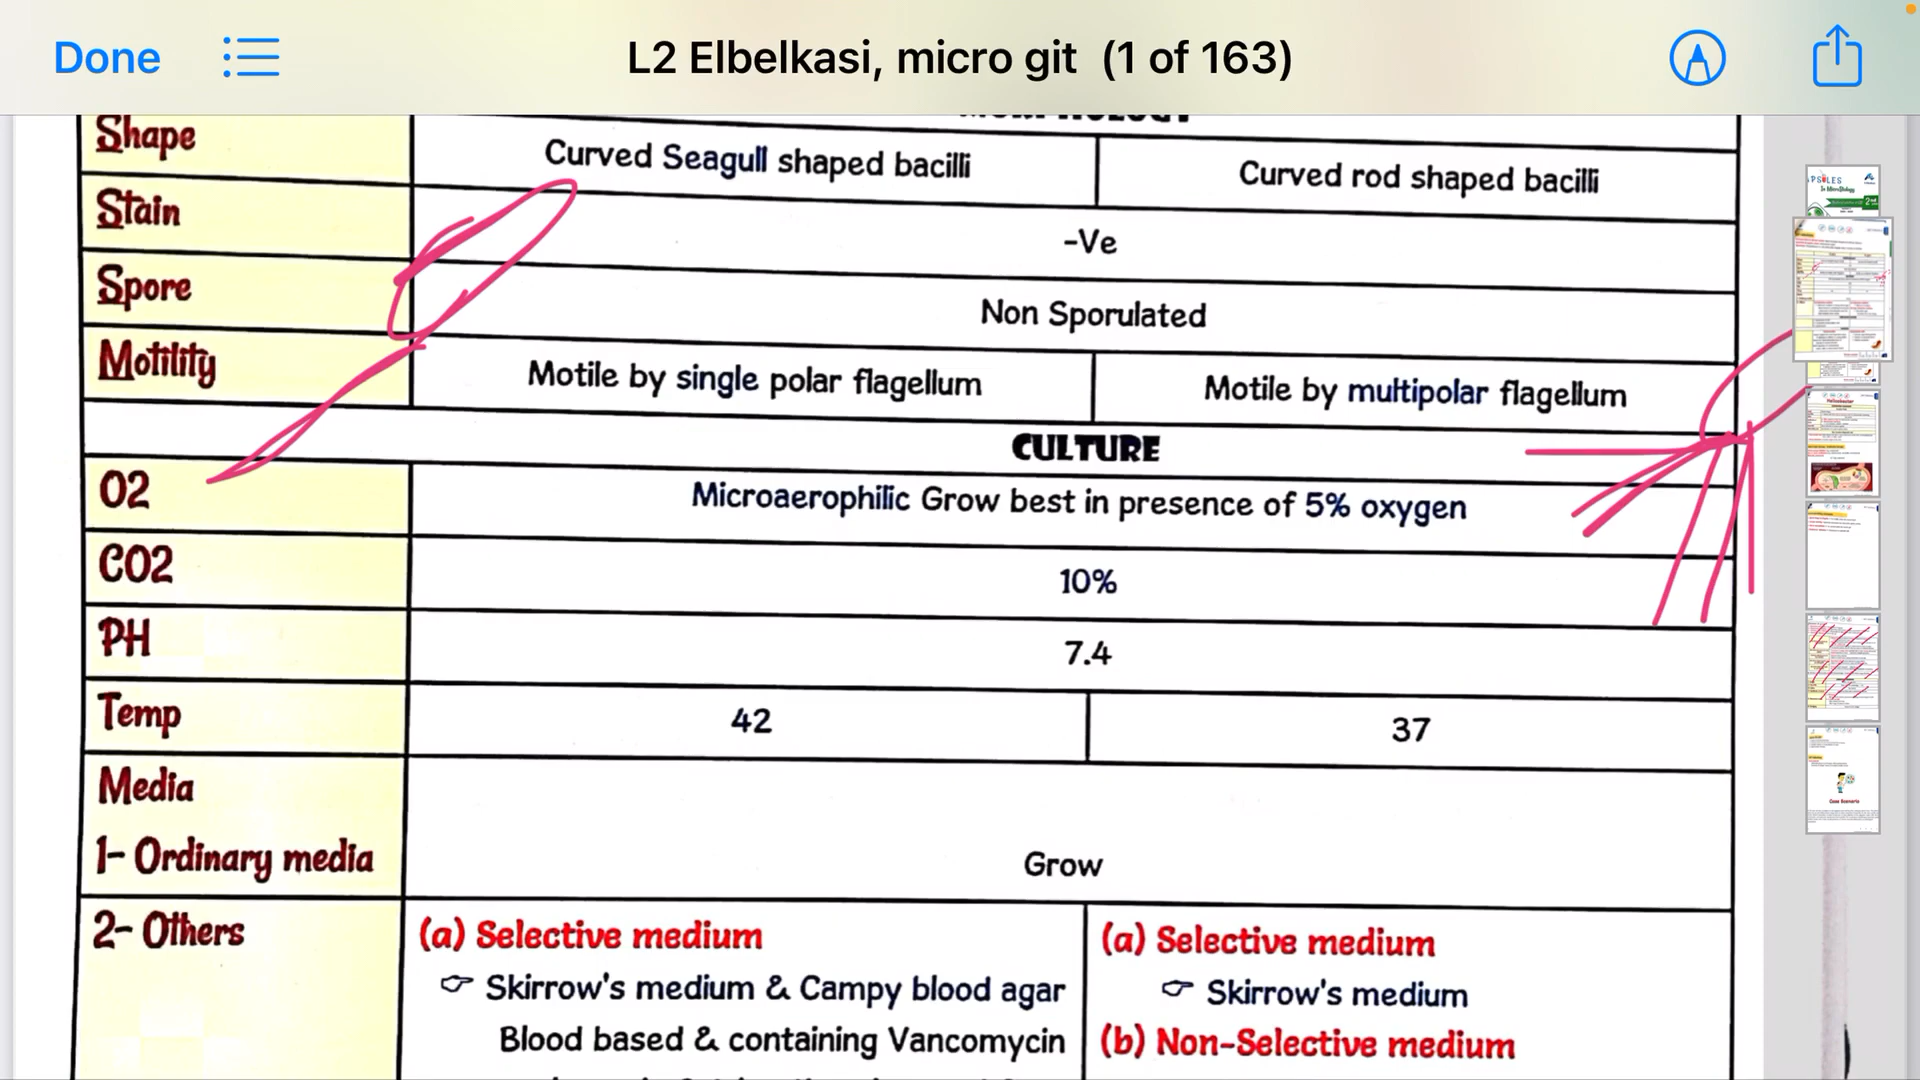 Done
L2 Elbelkasi, micro git (1 of 163)
Shape
Curved Seagull shaped bacilli
Curved rod shaped bacilli
Stain
-Ve
Spore
Non Sporulated
Motility
Motile by single polar flagellum
Motile by multipolar flagellum
CULTURE
O2
Microaerophilic Grow best in presence of 5% oxygen
CO2
10%
PH
7.4
Temp
42
37
Media
1- Ordinary media
Grow
2- Others
(a) Selective medium
☞ Skirrow's medium & Campy blood agar
Blood based & containing Vancomycin
(a) Selective medium
☞ Skirrow's medium
(b) Non-Selective medium